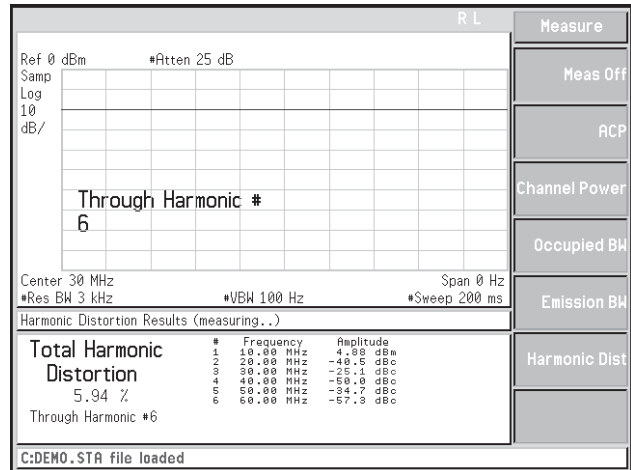 R L
Measure
Ref 0 dBm #Atten 25 dB
Samp
Log
10
dB/
Meas Off
ACP
Through Harmonic #
6
Channel Power
Occupied BW
Center 30 MHz Span 0 Hz
#Res BW 3 kHz #VBW 100 Hz #Sweep 200 ms
Emission BW
Harmonic Distortion Results (measuring..)
Total Harmonic
Distortion
5.94 %
Through Harmonic #6
# Frequency Amplitude
1 10.00 MHz 4.88 dBm
2 20.00 MHz -40.5 dBc
3 30.00 MHz -25.1 dBc
4 40.00 MHz -50.0 dBc
5 50.00 MHz -34.7 dBc
6 60.00 MHz -57.3 dBc
Harmonic Dist
C:DEMO.STA file loaded